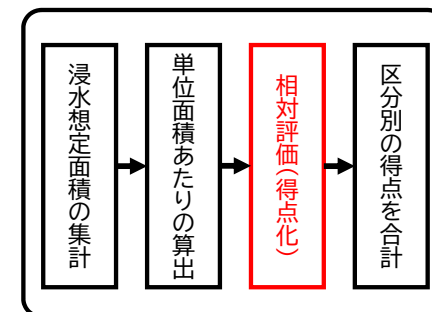 浸水想定面積の集計
単位面積あたりの算出
相対評価(得点化)
区分別の得点を合計